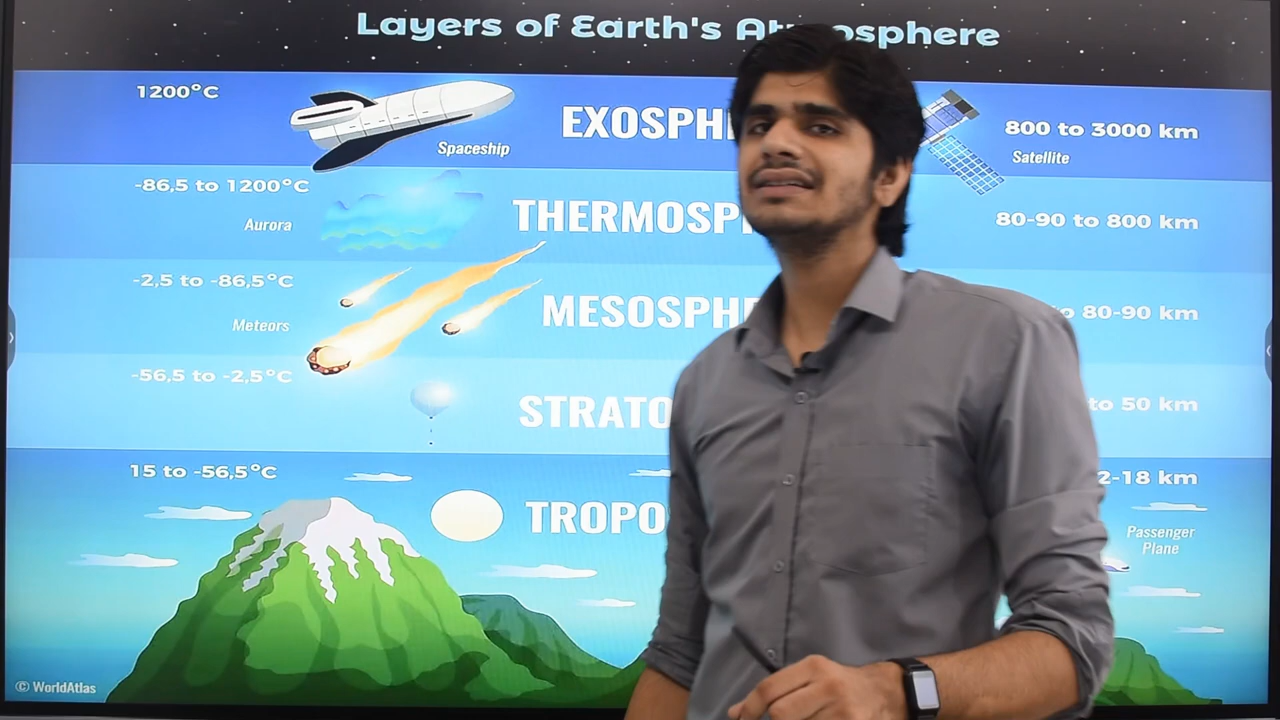 Layers of Earth's Atmosphere
1200°C
Spaceship
EXOSPH
800 to 3000 km
Satellite
-86,5 to 1200°C
Aurora
THERMOSP
80-90 to 800 km
-2,5 to -86,5°C
Meteors
MESOSPHE
80-90 km
-56,5 to -2,5°C
STRATO
to 50 km
15 to -56,5°C
TROPO
2-18 km
Passenger
Plane
© WorldAtlas